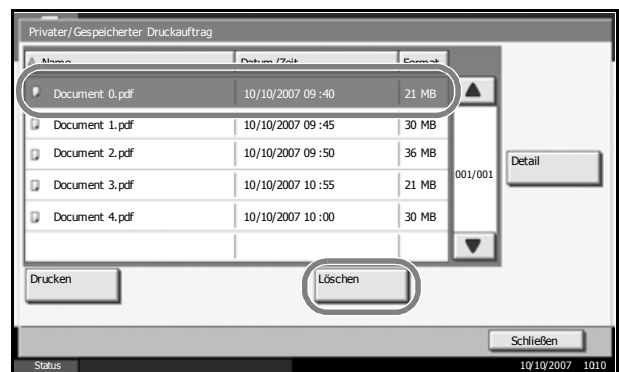 Privater/Gespeicherter Druckauftrag
Name Datum/Zeit Format
Document 0.pdf 10/10/2007 09:40 21 MB
Document 1.pdf 10/10/2007 09:45 30 MB
Document 2.pdf 10/10/2007 09:50 36 MB
Document 3.pdf 10/10/2007 10:55 21 MB
Document 4.pdf 10/10/2007 10:00 30 MB
001/001
Detail
Drucken Löschen
Schließen
Status 10/10/2007 1010